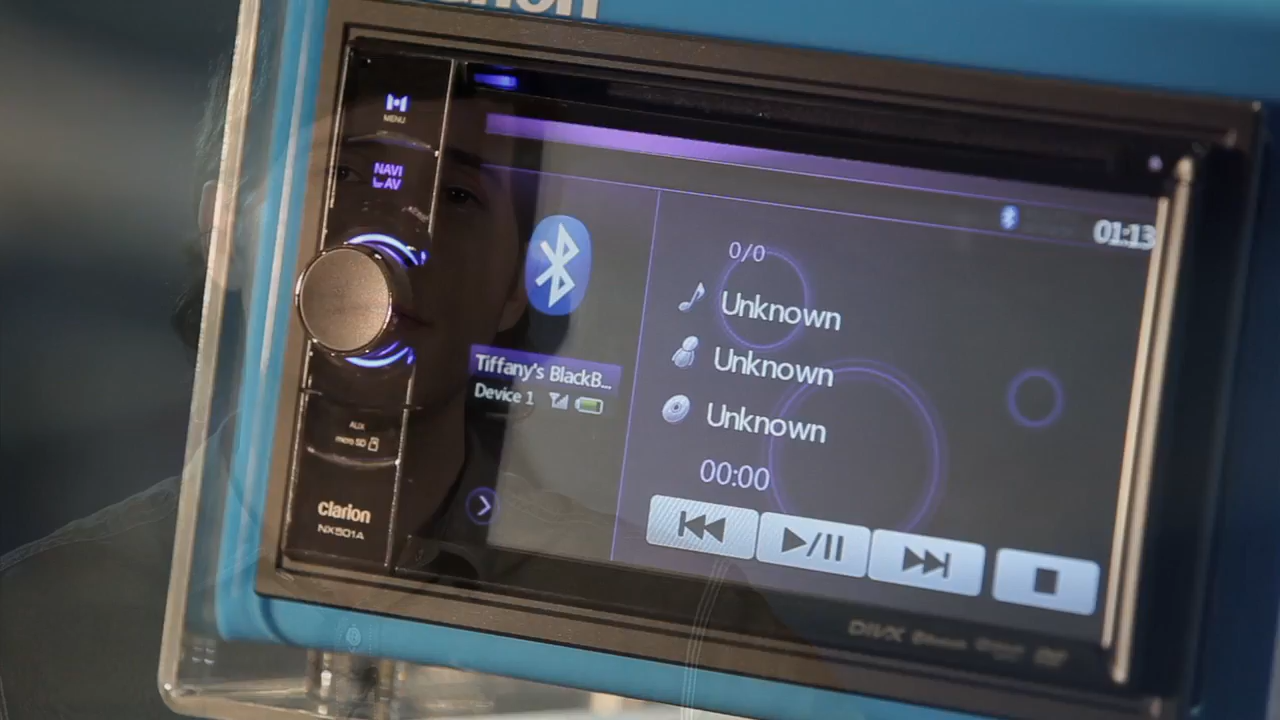 MENU
NAVI
AV
01:13
0/0
Unknown
Tiffany's BlackB...
Unknown
Device 1
Unknown
00:00
AUX
micro SD
clarion
NX501A
DIVX